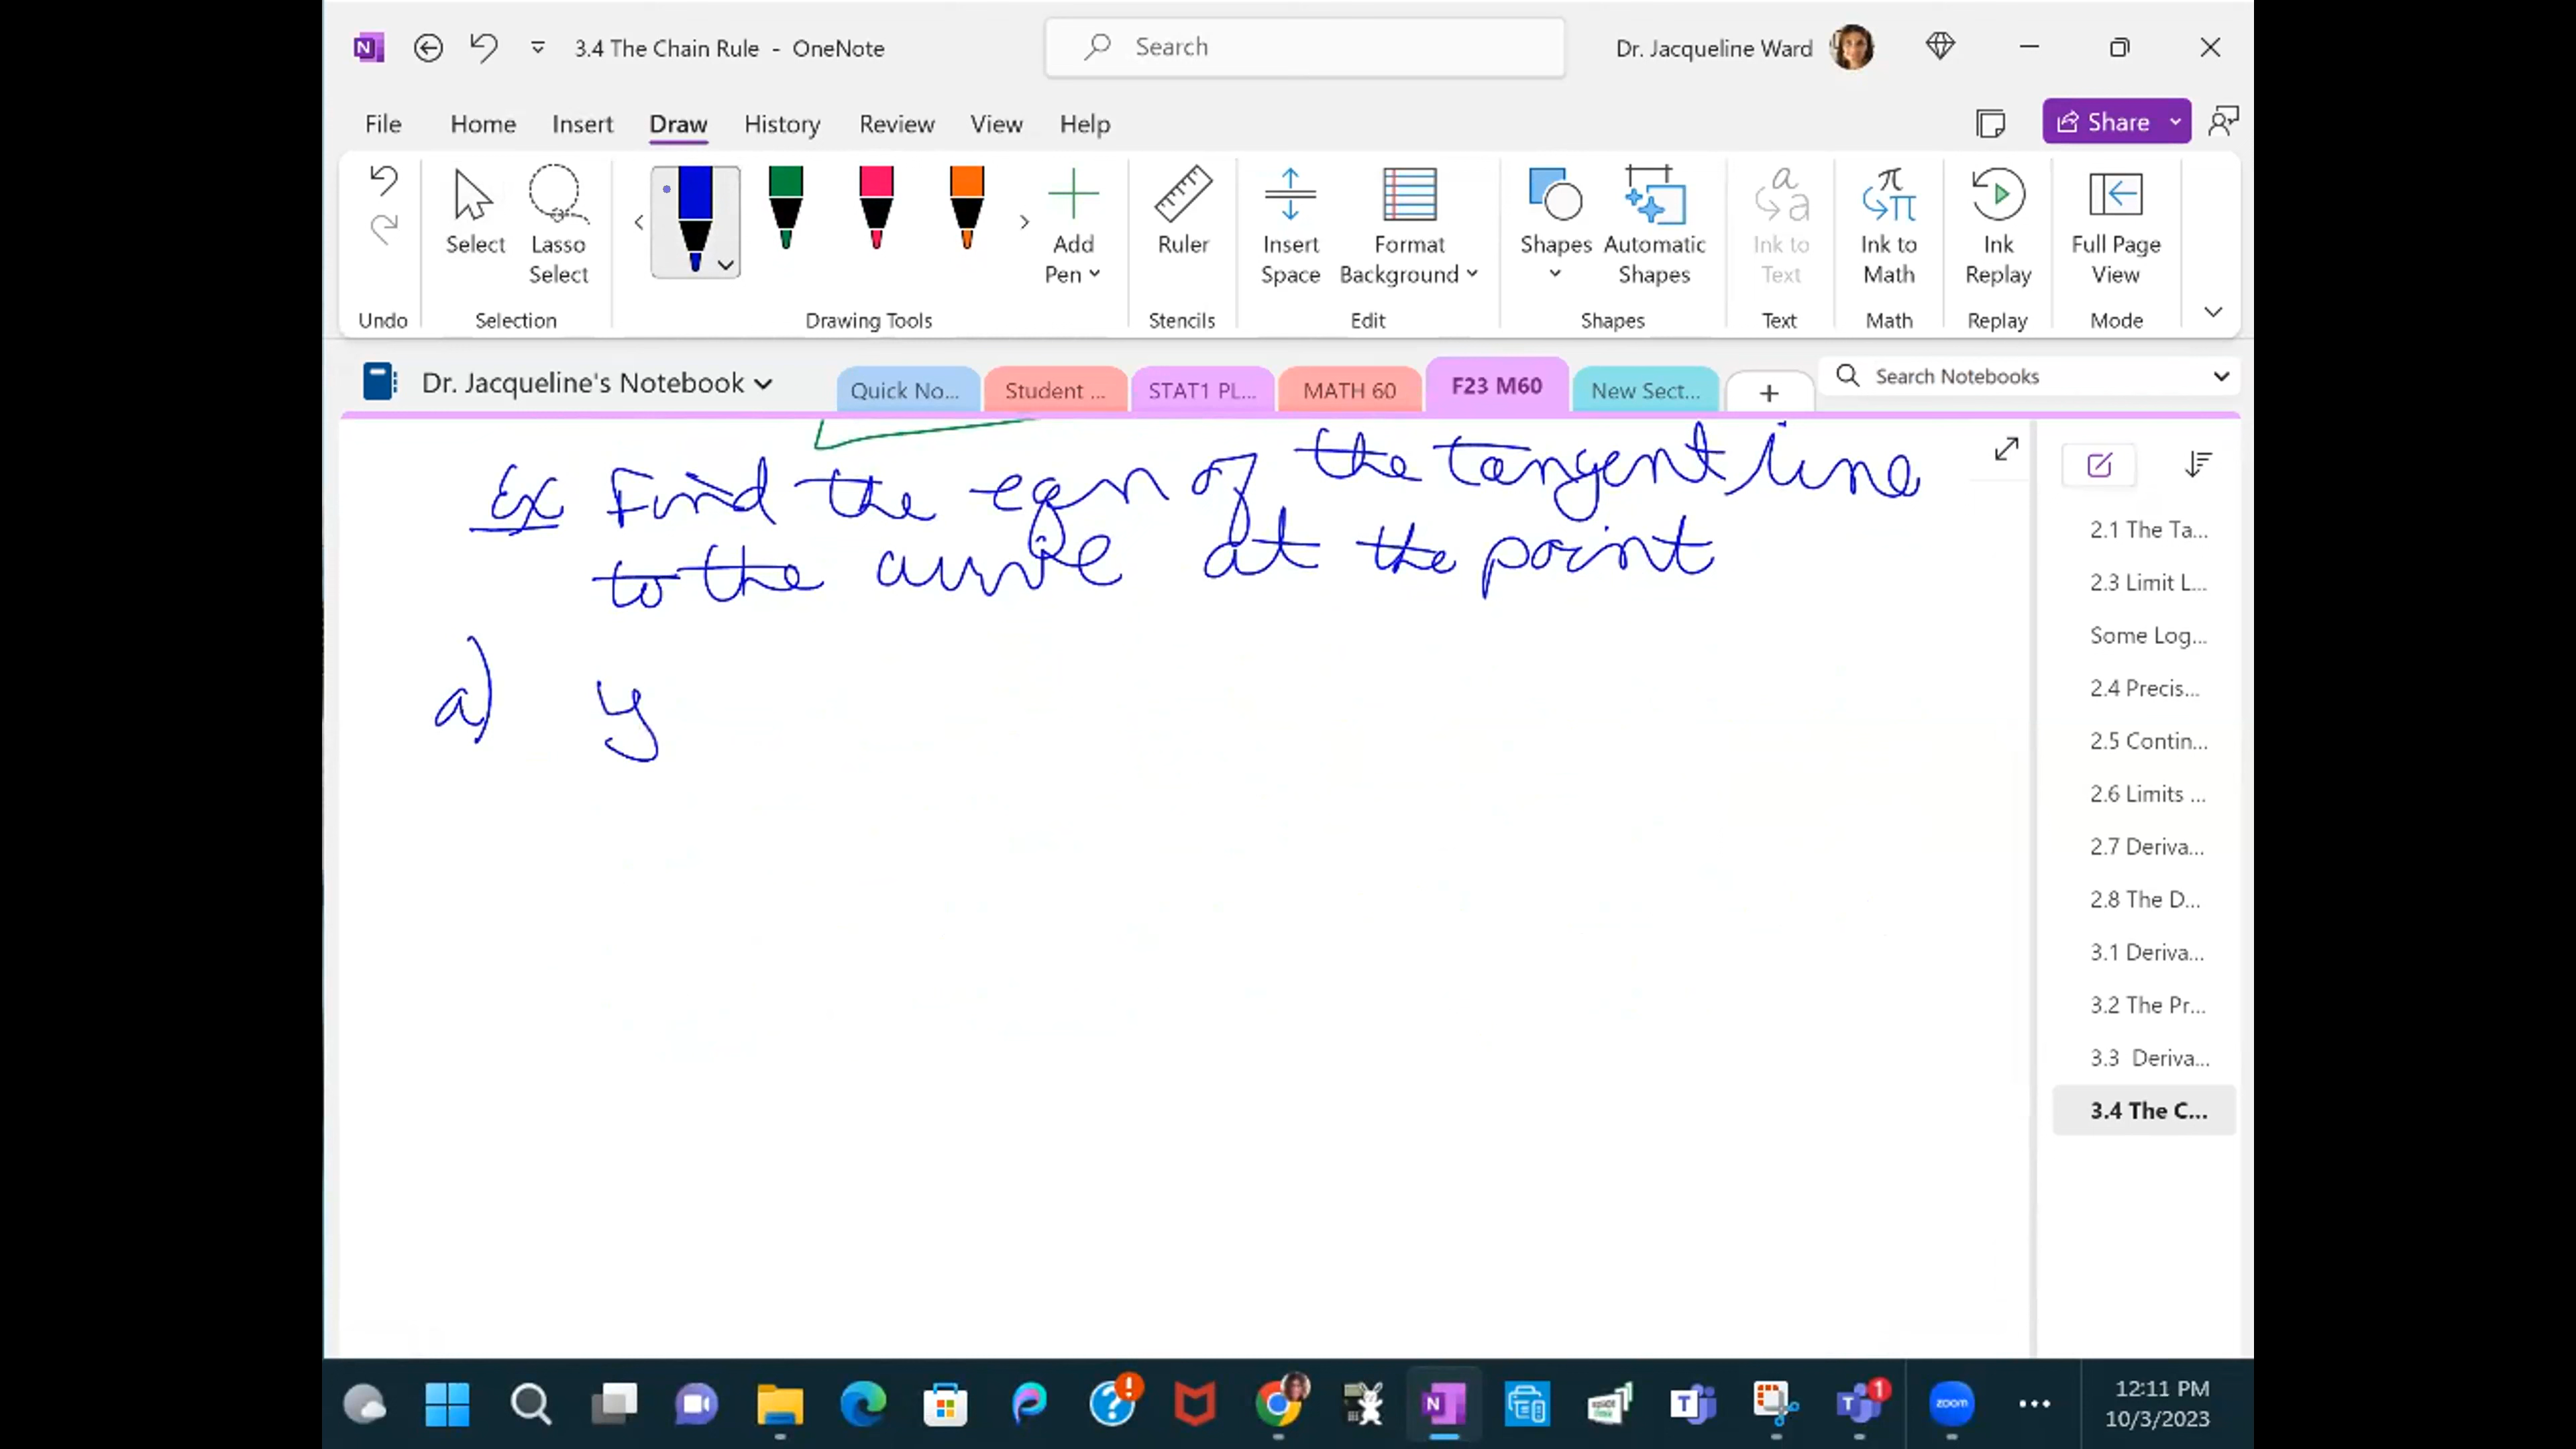 3.4 The Chain Rule - OneNote
Search
Dr. Jacqueline Ward
File Home Insert Draw History Review View Help
Share
Select
Lasso Select
Add Pen
Ruler
Insert Space
Format Background
Shapes
Automatic Shapes
Ink to Text
Ink to Math
Ink Replay
Full Page View
Undo Selection Drawing Tools Stencils Edit Shapes Text Math Replay Mode
Dr. Jacqueline's Notebook
Quick No... Student ... STAT1 PL... MATH 60 F23 M60 New Sect... +
Search Notebooks
Ex Find the eqn of the tangent line
to the curve at the point
a) y
2.1 The Ta...
2.3 Limit L...
Some Log...
2.4 Precis...
2.5 Contin...
2.6 Limits ...
2.7 Deriva...
2.8 The D...
3.1 Deriva...
3.2 The Pr...
3.3 Deriva...
3.4 The C...
zoom
1
12:11 PM
10/3/2023